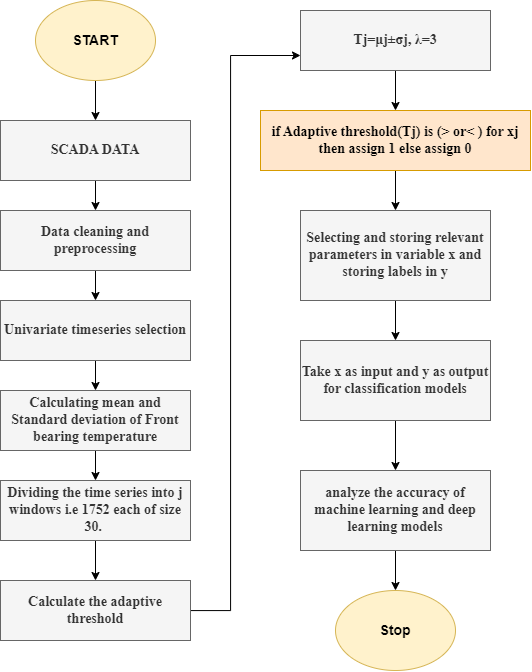 START
SCADA DATA
Data cleaning and
preprocessing
Univariate timeseries selection
Calculating mean and
Standard deviation of Front
bearing temperature
Dividing the time series into j
windows i.e 1752 each of size
30.
Calculate the adaptive
threshold
Tj=μj±σj, λ=3
if Adaptive threshold(Tj) is (> or< ) for xj
then assign 1 else assign 0
Selecting and storing relevant
parameters in variable x and
storing labels in y
Take x as input and y as output
for classification models
analyze the accuracy of
machine learning and deep
learning models
Stop